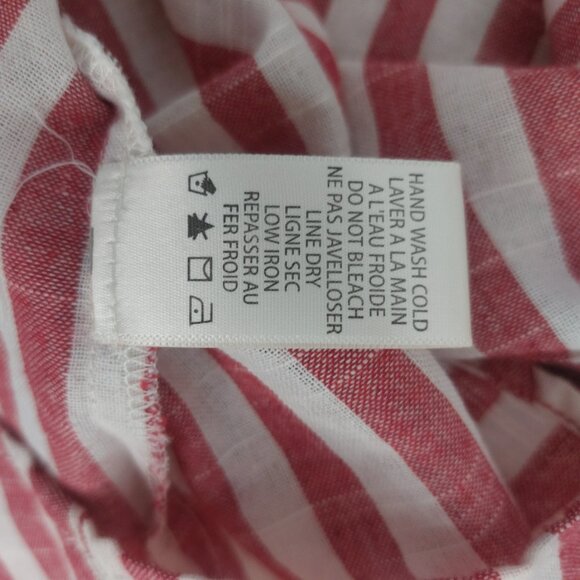 HAND WASH COLD
LAVER A LA MAIN
A L'EAU FROIDE
DO NOT BLEACH
NE PAS JAVELLOSER
LINE DRY
LIGNE SEC
LOW IRON
REPASSER AU
FER FROID